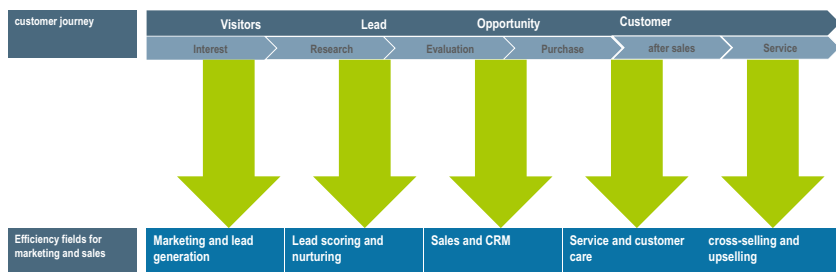 customer journey
Visitors
Lead
Opportunity
Customer
Interest
Research
Evaluation
Purchase
after sales
Service
Efficiency fields for
marketing and sales
Marketing and lead
generation
Lead scoring and
nurturing
Sales and CRM
Service and customer
care
cross-selling and
upselling